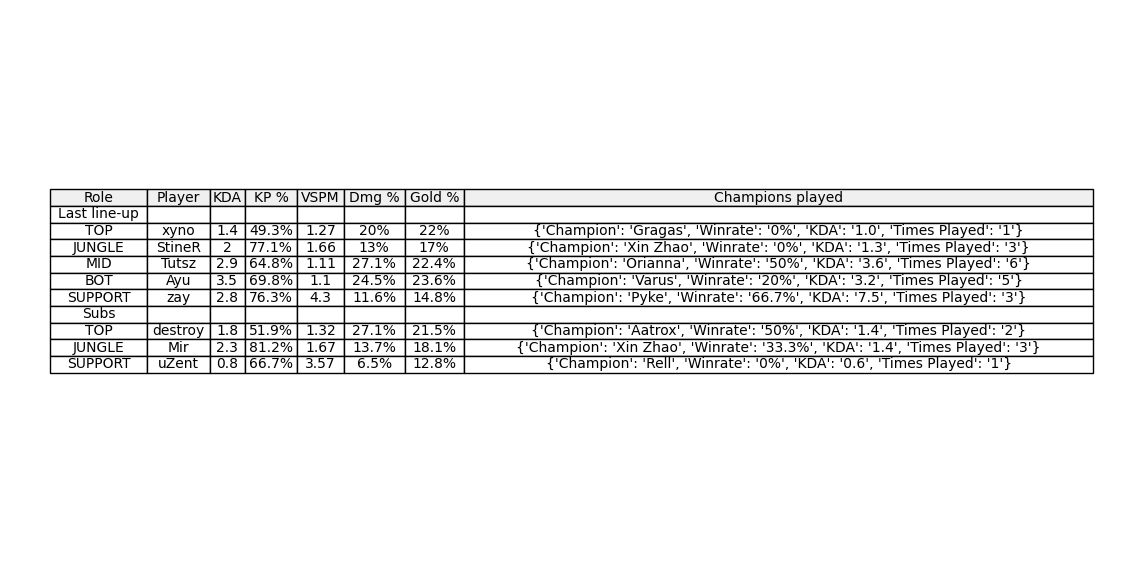 Role Player KDA KP % VSPM Dmg % Gold % Champions played
Last line-up
TOP xyno 1.4 49.3% 1.27 20% 22% {'Champion': 'Gragas', 'Winrate': '0%', 'KDA': '1.0', 'Times Played': '1'}
JUNGLE StineR 2 77.1% 1.66 13% 17% {'Champion': 'Xin Zhao', 'Winrate': '0%', 'KDA': '1.3', 'Times Played': '3'}
MID Tutsz 2.9 64.8% 1.11 27.1% 22.4% {'Champion': 'Orianna', 'Winrate': '50%', 'KDA': '3.6', 'Times Played': '6'}
BOT Ayu 3.5 69.8% 1.1 24.5% 23.6% {'Champion': 'Varus', 'Winrate': '20%', 'KDA': '3.2', 'Times Played': '5'}
SUPPORT zay 2.8 76.3% 4.3 11.6% 14.8% {'Champion': 'Pyke', 'Winrate': '66.7%', 'KDA': '7.5', 'Times Played': '3'}
Subs
TOP destroy 1.8 51.9% 1.32 27.1% 21.5% {'Champion': 'Aatrox', 'Winrate': '50%', 'KDA': '1.4', 'Times Played': '2'}
JUNGLE Mir 2.3 81.2% 1.67 13.7% 18.1% {'Champion': 'Xin Zhao', 'Winrate': '33.3%', 'KDA': '1.4', 'Times Played': '3'}
SUPPORT uZent 0.8 66.7% 3.57 6.5% 12.8% {'Champion': 'Rell', 'Winrate': '0%', 'KDA': '0.6', 'Times Played': '1'}